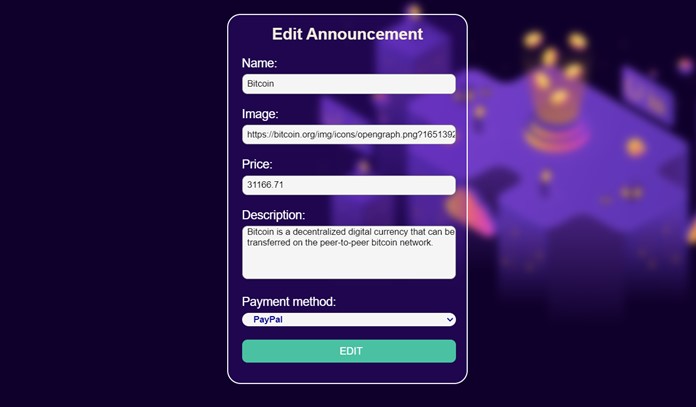 Edit Announcement
Name:
Bitcoin
Image:
https://bitcoin.org/img/icons/opengraph.png?1651392
Price:
31166.71
Description:
Bitcoin is a decentralized digital currency that can be
transferred on the peer-to-peer bitcoin network.
Payment method:
PayPal
EDIT